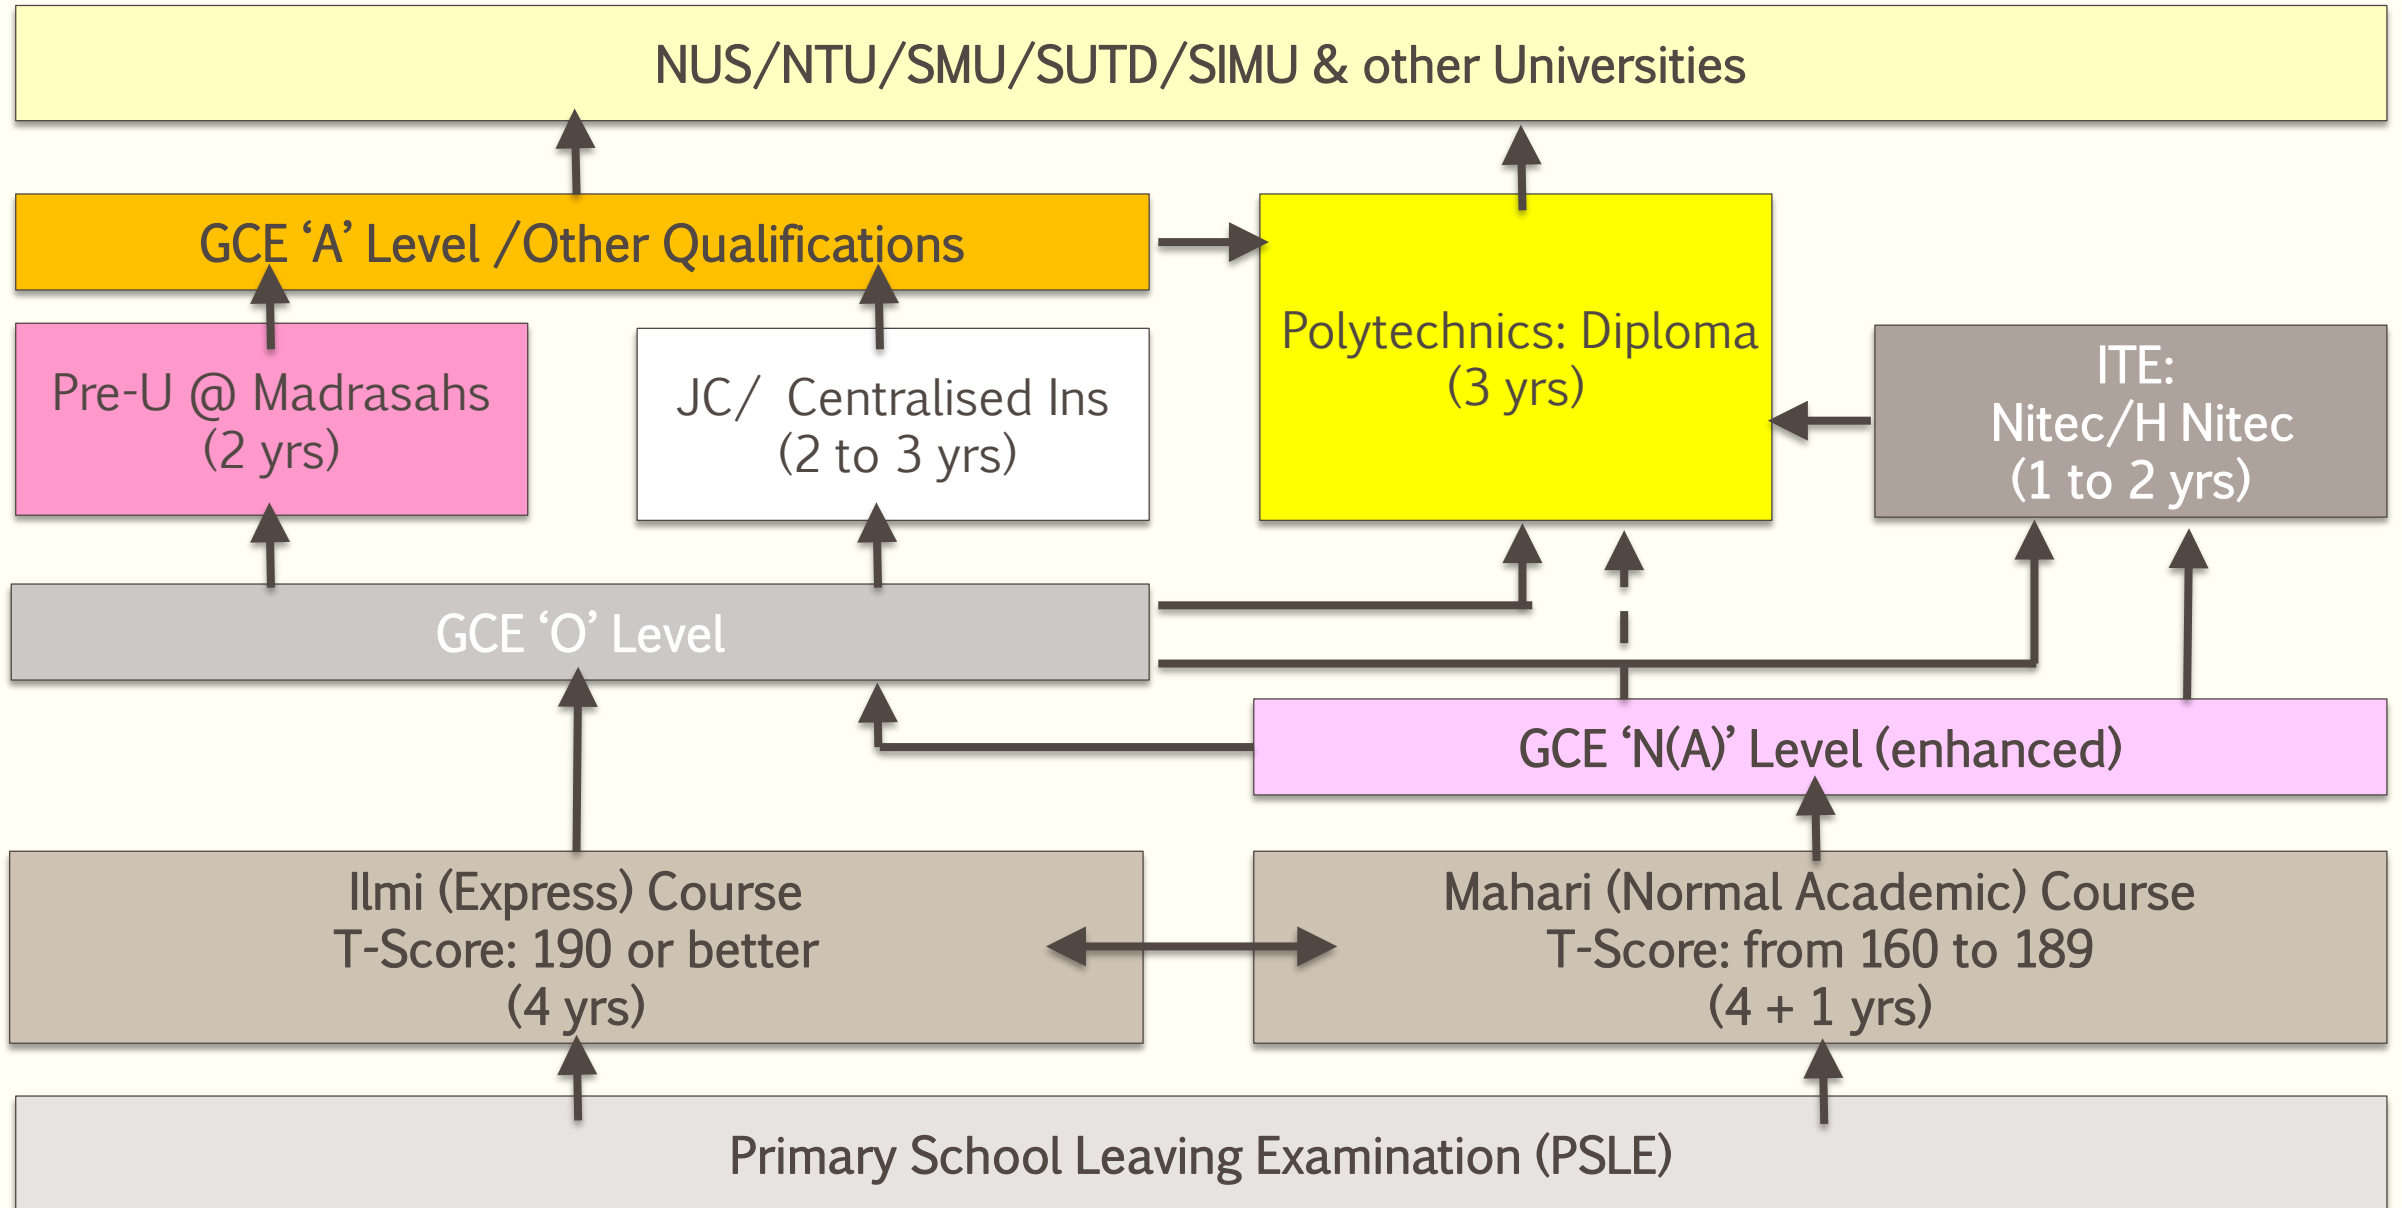 NUS/NTU/SMU/SUTD/SIMU & other Universities
GCE ‘A’ Level /Other Qualifications
Pre-U @ Madrasahs
(2 yrs)
JC/ Centralised Ins
(2 to 3 yrs)
Polytechnics: Diploma
(3 yrs)
ITE:
Nitec/H Nitec
(1 to 2 yrs)
GCE ‘O’ Level
GCE ‘N(A)’ Level (enhanced)
Ilmi (Express) Course
T-Score: 190 or better
(4 yrs)
Mahari (Normal Academic) Course
T-Score: from 160 to 189
(4 + 1 yrs)
Primary School Leaving Examination (PSLE)